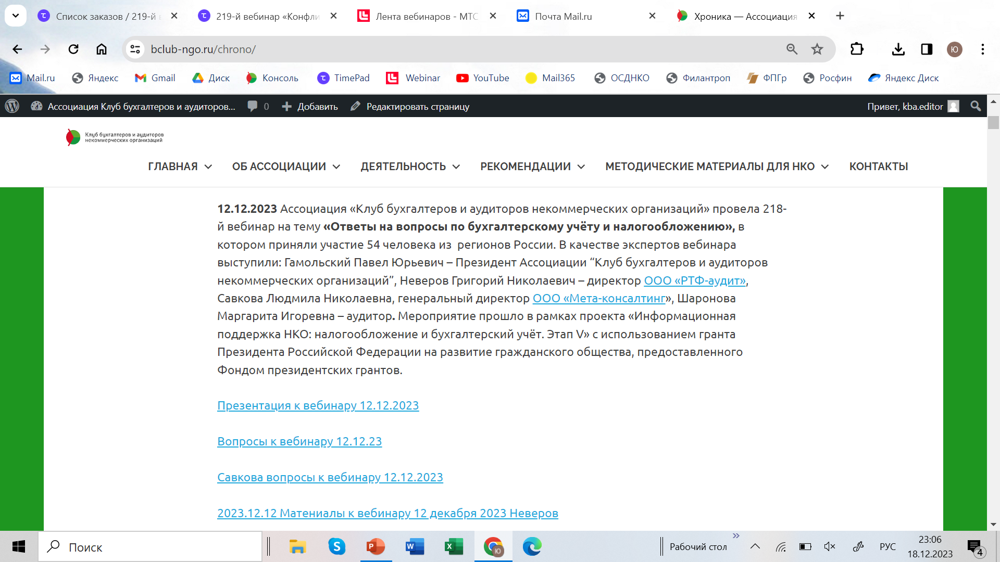 Список заказов / 219-й в
219-й вебинар «Конфли
Лента вебинаров - МТС
Почта Mail.ru
Хроника — Ассоциация
bclub-ngo.ru/chrono/
Ю
Mail.ru
Яндекс
Gmail
Диск
Консоль
TimePad
Webinar
YouTube
Mail365
ОСДНКО
Филантроп
ФПГр
Росфин
Яндекс Диск
Ассоциация Клуб бухгалтеров и аудиторов...
0
Добавить
Редактировать страницу
Привет, kba.editor
Клуб бухгалтеров и аудиторов
некоммерческих организаций
ГЛАВНАЯ
ОБ АССОЦИАЦИИ
ДЕЯТЕЛЬНОСТЬ
РЕКОМЕНДАЦИИ
МЕТОДИЧЕСКИЕ МАТЕРИАЛЫ ДЛЯ НКО
КОНТАКТЫ
12.12.2023 Ассоциация «Клуб бухгалтеров и аудиторов некоммерческих организаций» провела 218-
й вебинар на тему «Ответы на вопросы по бухгалтерскому учёту и налогообложению», в
котором приняли участие 54 человека из  регионов России. В качестве экспертов вебинара
выступили: Гамольский Павел Юрьевич – Президент Ассоциации “Клуб бухгалтеров и аудиторов
некоммерческих организаций”, Неверов Григорий Николаевич – директор ООО «РТФ-аудит»,
Савкова Людмила Николаевна, генеральный директор ООО «Мета-консалтинг», Шаронова
Маргарита Игоревна – аудитор. Мероприятие прошло в рамках проекта «Информационная
поддержка НКО: налогообложение и бухгалтерский учёт. Этап V» с использованием гранта
Президента Российской Федерации на развитие гражданского общества, предоставленного
Фондом президентских грантов.
Презентация к вебинару 12.12.2023
Вопросы к вебинару 12.12.23
Савкова вопросы к вебинару 12.12.2023
2023.12.12 Матениалы к вебинару 12 декабря 2023 Неверов
Поиск
Рабочий стол
РУС
23:06
18.12.2023
4